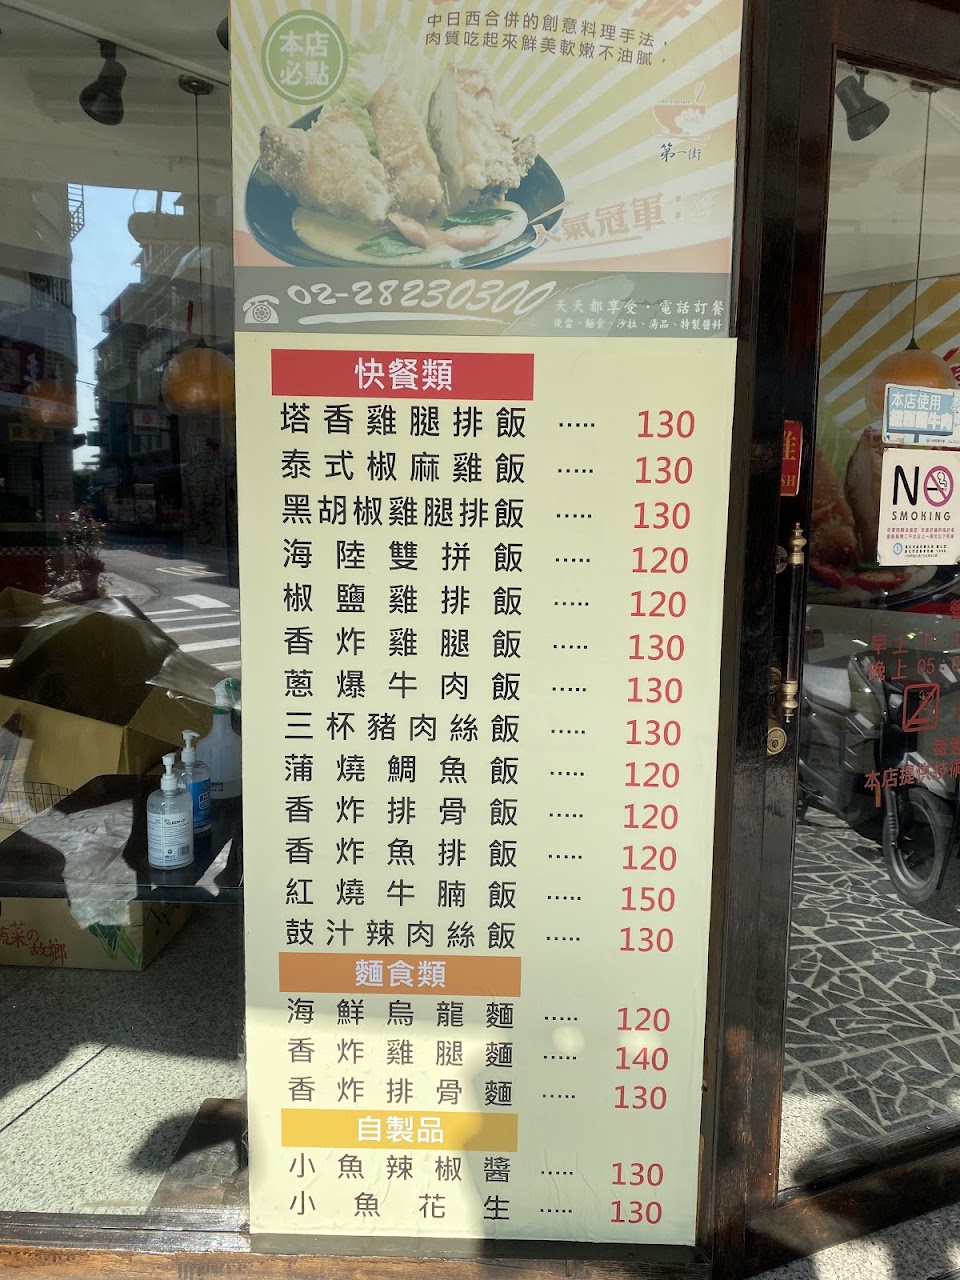 本店
必點
中日西合併的創意料理手法，
肉質吃起來鮮美軟嫩不油膩，
第一街
人氣冠軍：
02-28230300
天天都享受・電話訂餐
便當、麵食、沙拉、湯品、特製醬料
快餐類
塔香雞腿排飯 ····· 130
泰式椒麻雞飯 ····· 130
黑胡椒雞腿排飯 ····· 130
海陸雙拼飯 ····· 120
椒鹽雞排飯 ····· 120
香炸雞腿飯 ····· 130
蔥爆牛肉飯 ····· 130
三杯豬肉絲飯 ····· 130
蒲燒鯛魚飯 ····· 120
香炸排骨飯 ····· 120
香炸魚排飯 ····· 120
紅燒牛腩飯 ····· 150
鼓汁辣肉絲飯 ····· 130
麵食類
海鮮烏龍麵 ····· 120
香炸雞腿麵 ····· 140
香炸排骨麵 ····· 130
自製品
小魚辣椒醬 ····· 130
小魚花生 ····· 130
本店使用
NO
SMOKING
早上
晚上 05
本店提供
蔬菜の
故鄉